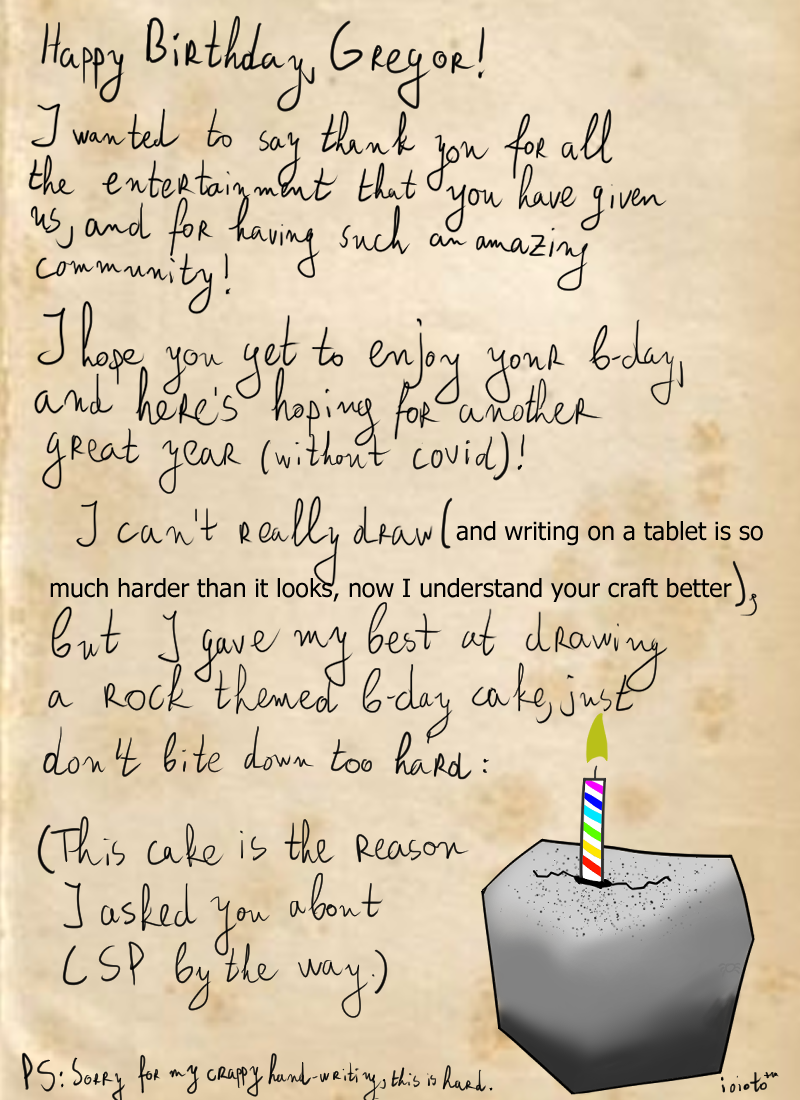 Happy Birthday, Gregor!
I wanted to say thank you for all
the entertainment that you have given
us, and for having such an amazing
community!
I hope you get to enjoy your b-day,
and here's hoping for another
great year (without covid)!
I can't really draw (and writing on a tablet is so
much harder than it looks, now I understand your craft better),
but I gave my best at drawing
a rock themed b-day cake, just
don't bite down too hard:
(This cake is the reason
I asked you about
CSP by the way.)
PS: Sorry for my crappy hand-writing, this is hard.
ioioto™